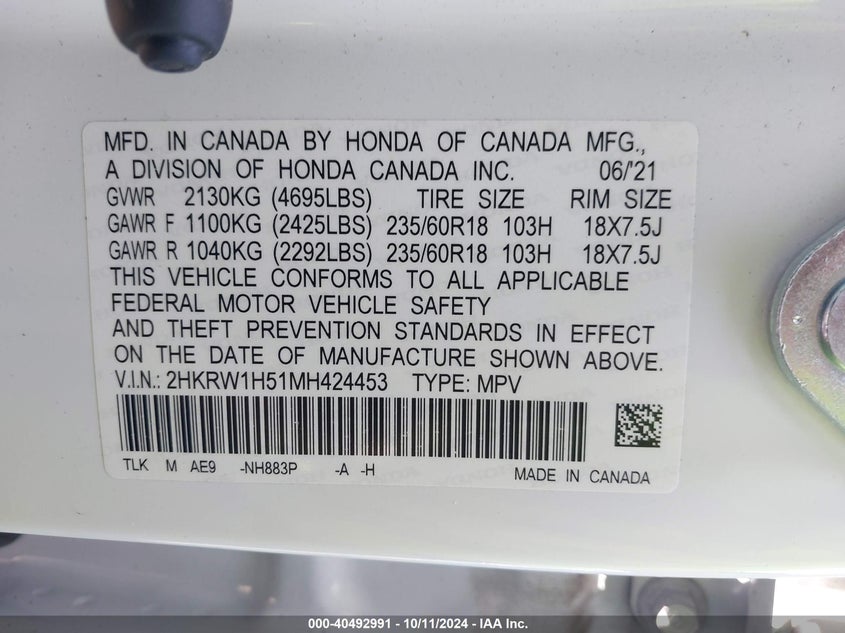 MFD. IN CANADA BY HONDA OF CANADA MFG.,
A DIVISION OF HONDA CANADA INC. 06/'21
GVWR 2130KG (4695LBS) TIRE SIZE RIM SIZE
GAWR F 1100KG (2425LBS) 235/60R18 103H 18X7.5J
GAWR R 1040KG (2292LBS) 235/60R18 103H 18X7.5J
THIS VEHICLE CONFORMS TO ALL APPLICABLE
FEDERAL MOTOR VEHICLE SAFETY
AND THEFT PREVENTION STANDARDS IN EFFECT
ON THE DATE OF MANUFACTURE SHOWN ABOVE.
V.I.N.: 2HKRW1H51MH424453 TYPE: MPV
TLK M AE9 -NH883P -A -H MADE IN CANADA
000-40492991 - 10/11/2024 - IAA Inc.